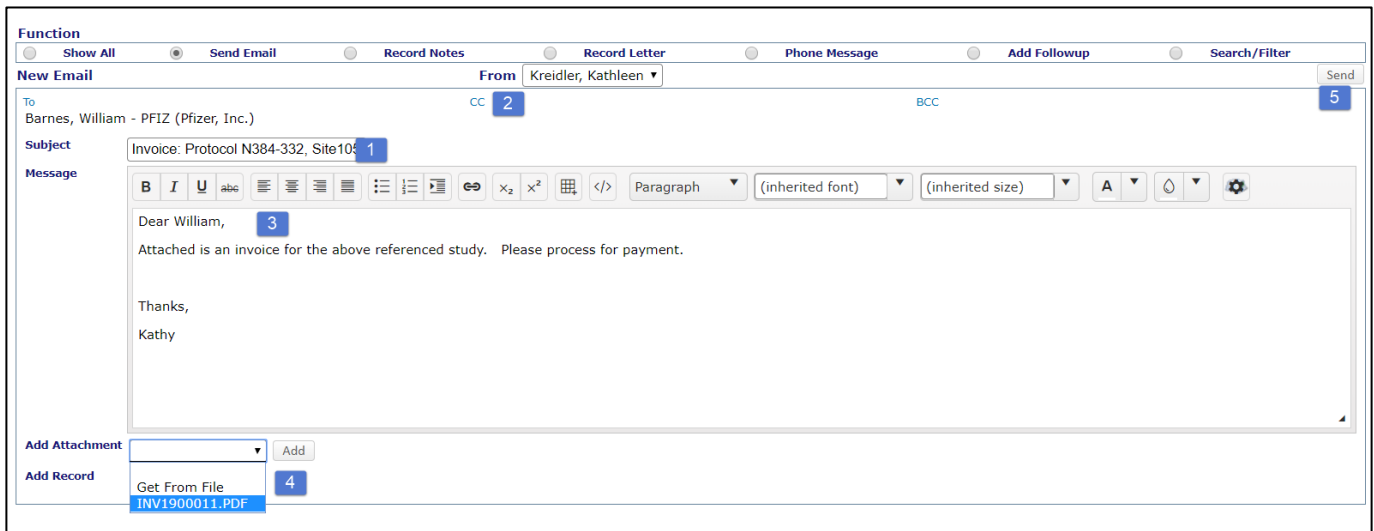 Function
Show All Send Email Record Notes Record Letter Phone Message Add Followup Search/Filter
New Email From Kreidler, Kathleen Send
To CC 2 BCC 5
Barnes, William - PFIZ (Pfizer, Inc.)
Subject Invoice: Protocol N384-332, Site105 1
Message
B I U abc x₂ x² </> Paragraph (inherited font) (inherited size) A
Dear William, 3
Attached is an invoice for the above referenced study. Please process for payment.
Thanks,
Kathy
Add Attachment Add
Add Record 4
Get From File
INV1900011.PDF